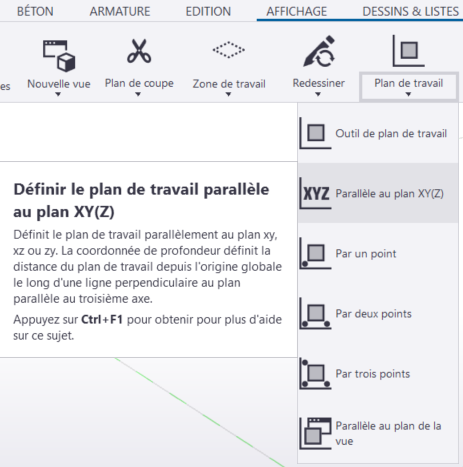 BÉTON ARMATURE EDITION AFFICHAGE DESSINS & LISTES
es Nouvelle vue Plan de coupe Zone de travail Redessiner Plan de travail
Outil de plan de travail
XYZ Parallèle au plan XY(Z)
Par un point
Par deux points
Par trois points
Parallèle au plan de la
vue
Définir le plan de travail parallèle
au plan XY(Z)
Définit le plan de travail parallèlement au plan xy,
xz ou zy. La coordonnée de profondeur définit la
distance du plan de travail depuis l'origine globale
le long d'une ligne perpendiculaire au plan
parallèle au troisième axe.
Appuyez sur Ctrl+F1 pour obtenir pour plus d'aide
sur ce sujet.